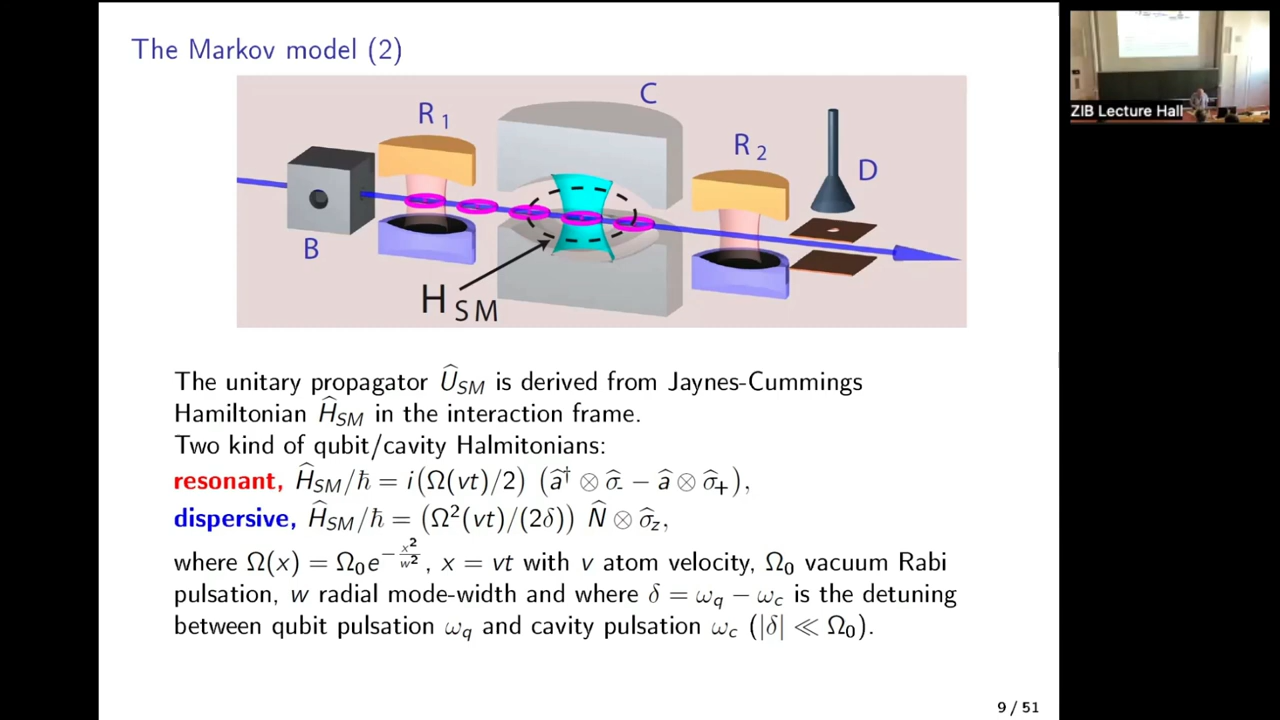 The Markov model (2)
C
R 1
R 2
D
B
H SM
The unitary propagator Û_SM is derived from Jaynes-Cummings
Hamiltonian Ĥ_SM in the interaction frame.
Two kind of qubit/cavity Halmitonians:
resonant, Ĥ_SM/ħ = i(Ω(vt)/2) (â† ⊗ σ̂₋ − â ⊗ σ̂₊),
dispersive, Ĥ_SM/ħ = (Ω²(vt)/(2δ)) N̂ ⊗ σ̂_z,
where Ω(x) = Ω₀e^{−x²/w²}, x = vt with v atom velocity, Ω₀ vacuum Rabi
pulsation, w radial mode-width and where δ = ω_q − ω_c is the detuning
between qubit pulsation ω_q and cavity pulsation ω_c (|δ| ≪ Ω₀).
9 / 51
ZIB Lecture Hall